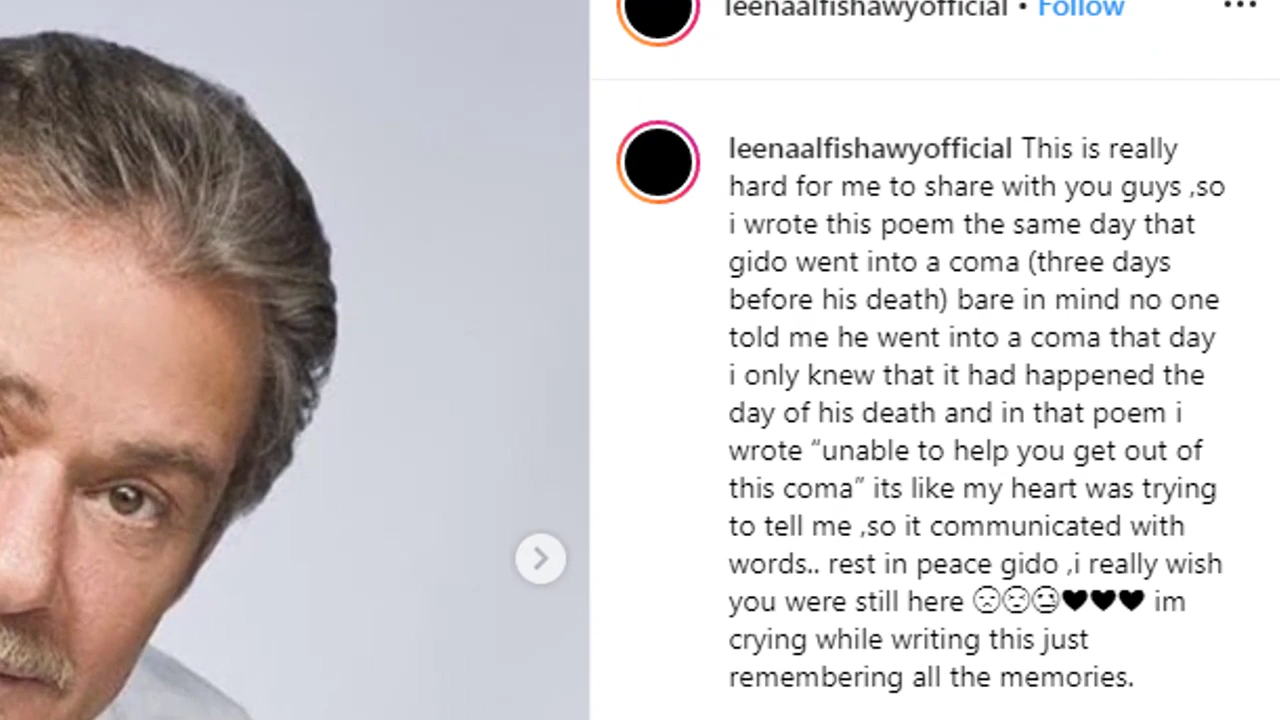 leenaalfishawyofficial • Follow
leenaalfishawyofficial This is really
hard for me to share with you guys ,so
i wrote this poem the same day that
gido went into a coma (three days
before his death) bare in mind no one
told me he went into a coma that day
i only knew that it had happened the
day of his death and in that poem i
wrote “unable to help you get out of
this coma” its like my heart was trying
to tell me ,so it communicated with
words.. rest in peace gido ,i really wish
you were still here 😞😔😓♥♥♥ im
crying while writing this just
remembering all the memories.